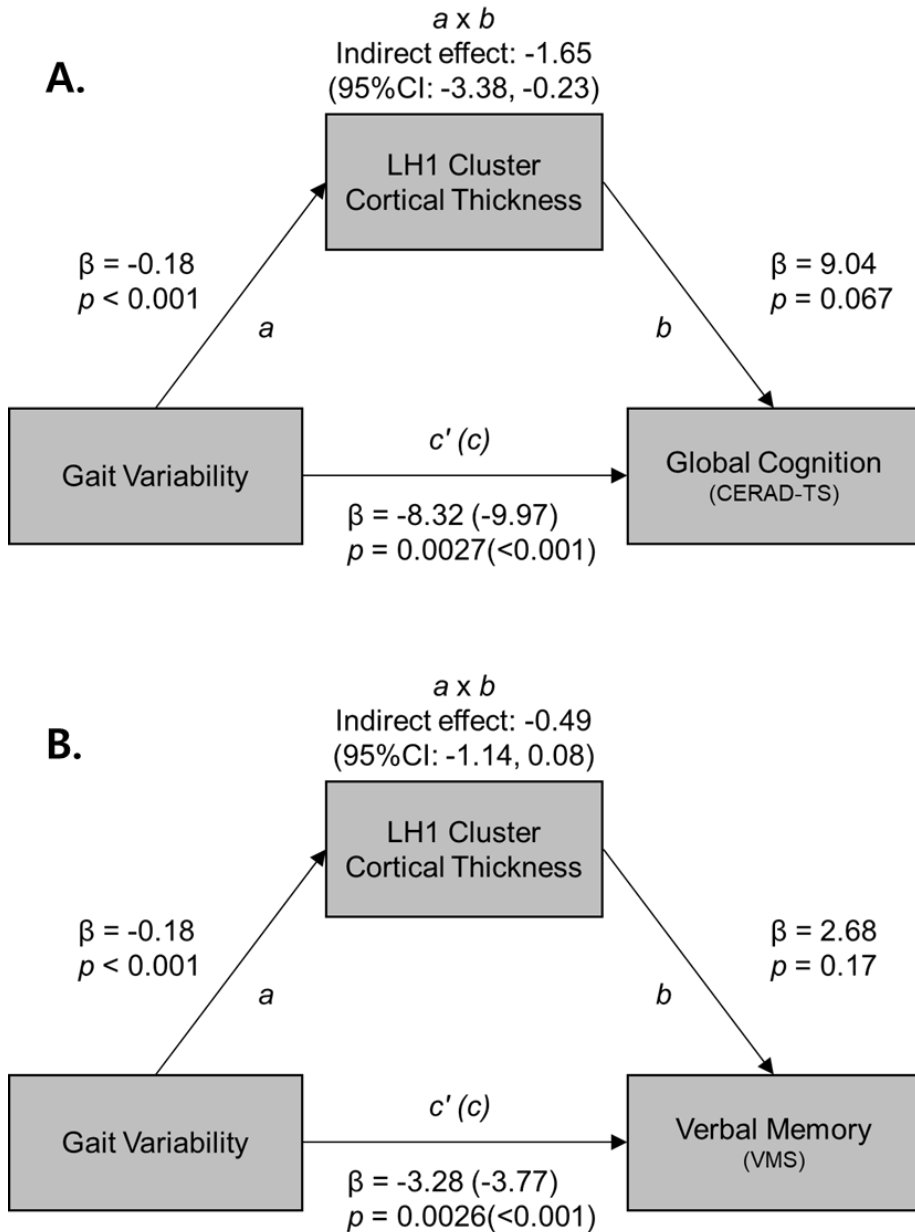 A.
a x b
Indirect effect: -1.65
(95%CI: -3.38, -0.23)
LH1 Cluster
Cortical Thickness
β = -0.18
p < 0.001
a
β = 9.04
p = 0.067
b
Gait Variability
c' (c)
β = -8.32 (-9.97)
p = 0.0027(<0.001)
Global Cognition
(CERAD-TS)
B.
a x b
Indirect effect: -0.49
(95%CI: -1.14, 0.08)
LH1 Cluster
Cortical Thickness
β = -0.18
p < 0.001
a
β = 2.68
p = 0.17
b
Gait Variability
c' (c)
β = -3.28 (-3.77)
p = 0.0026(<0.001)
Verbal Memory
(VMS)